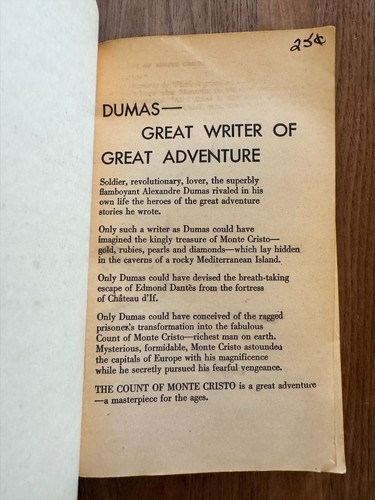 25¢
DUMAS—
GREAT WRITER OF
GREAT ADVENTURE
Soldier, revolutionary, lover, the superbly
flamboyant Alexandre Dumas rivaled in his
own life the heroes of the great adventure
stories he wrote.
Only such a writer as Dumas could have
imagined the kingly treasure of Monte Cristo—
gold, rubies, pearls and diamonds—which lay hidden
in the caverns of a rocky Mediterranean Island.
Only Dumas could have devised the breath-taking
escape of Edmond Dantès from the fortress
of Château d'If.
Only Dumas could have conceived of the ragged
prisoner's transformation into the fabulous
Count of Monte Cristo—richest man on earth.
Mysterious, formidable, Monte Cristo astounded
the capitals of Europe with his magnificence
while he secretly pursued his fearful vengeance.
THE COUNT OF MONTE CRISTO is a great adventure
—a masterpiece for the ages.